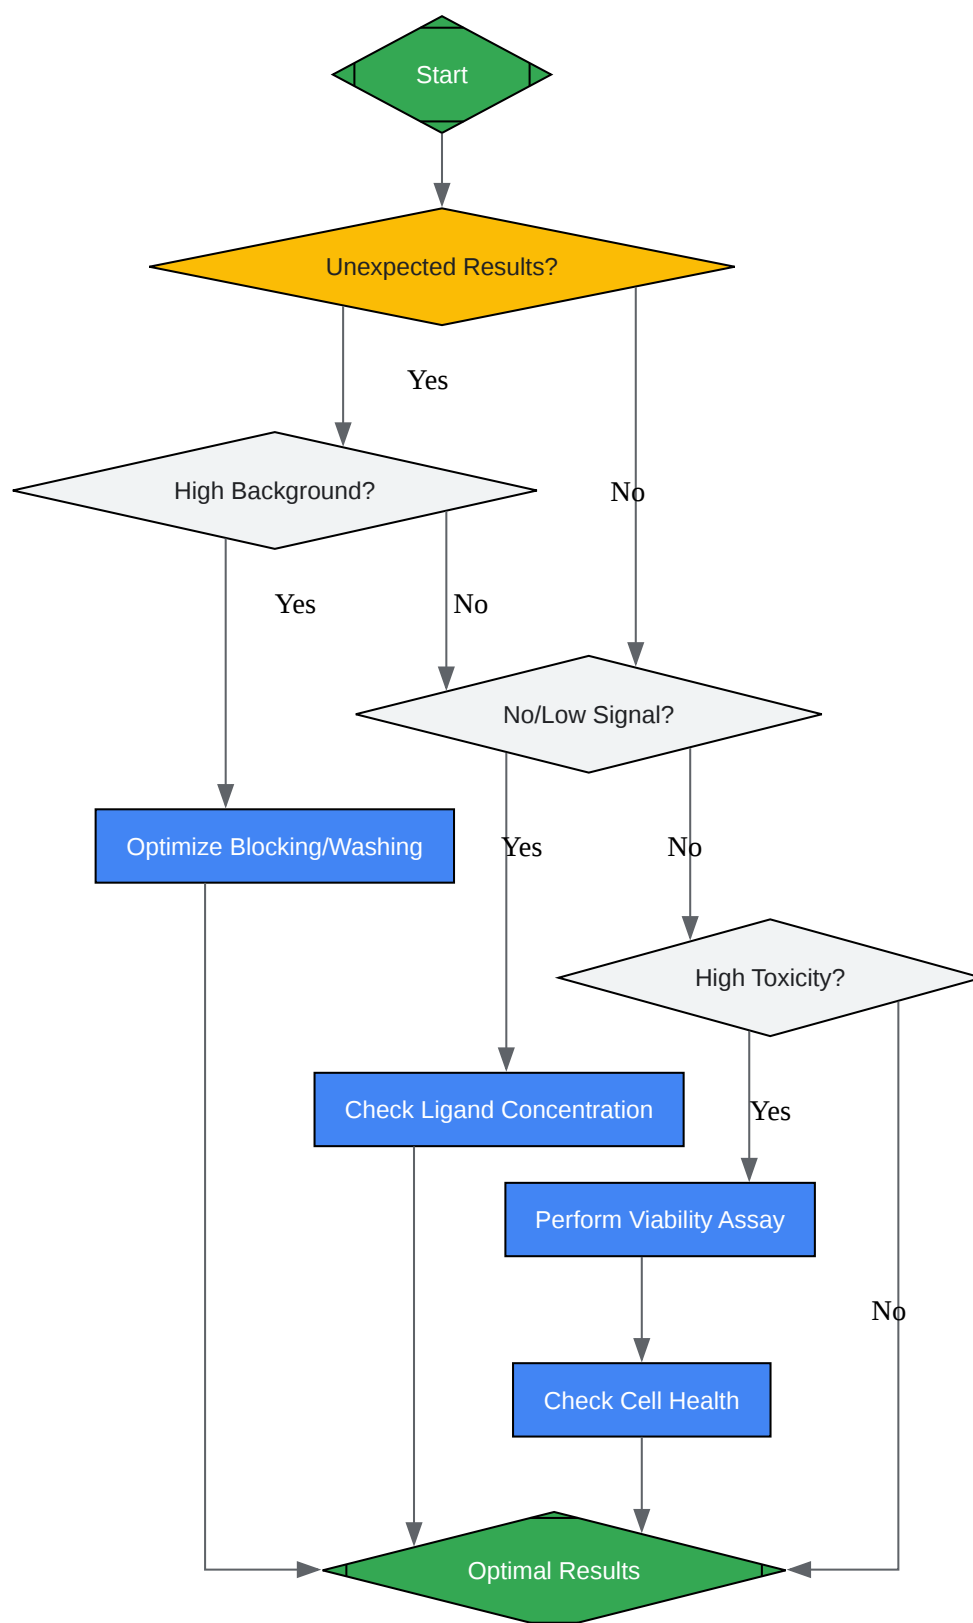 Start
Unexpected Results?
Yes
High Background?
No
Yes
No
No/Low Signal?
Optimize Blocking/Washing
Yes
No
High Toxicity?
Check Ligand Concentration
Yes
Perform Viability Assay
No
Check Cell Health
Optimal Results